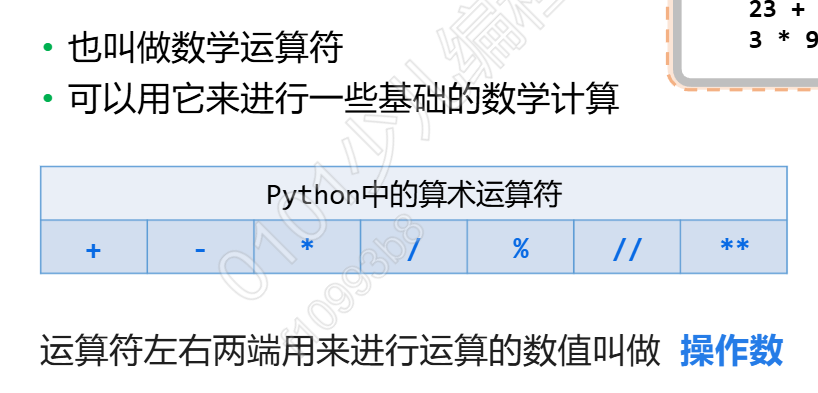 23 +
3 * 9
也叫做数学运算符
可以用它来进行一些基础的数学计算
Python中的算术运算符
+ - * / % // **
运算符左右两端用来进行运算的数值叫做 操作数
0101少儿编程
f10993b8